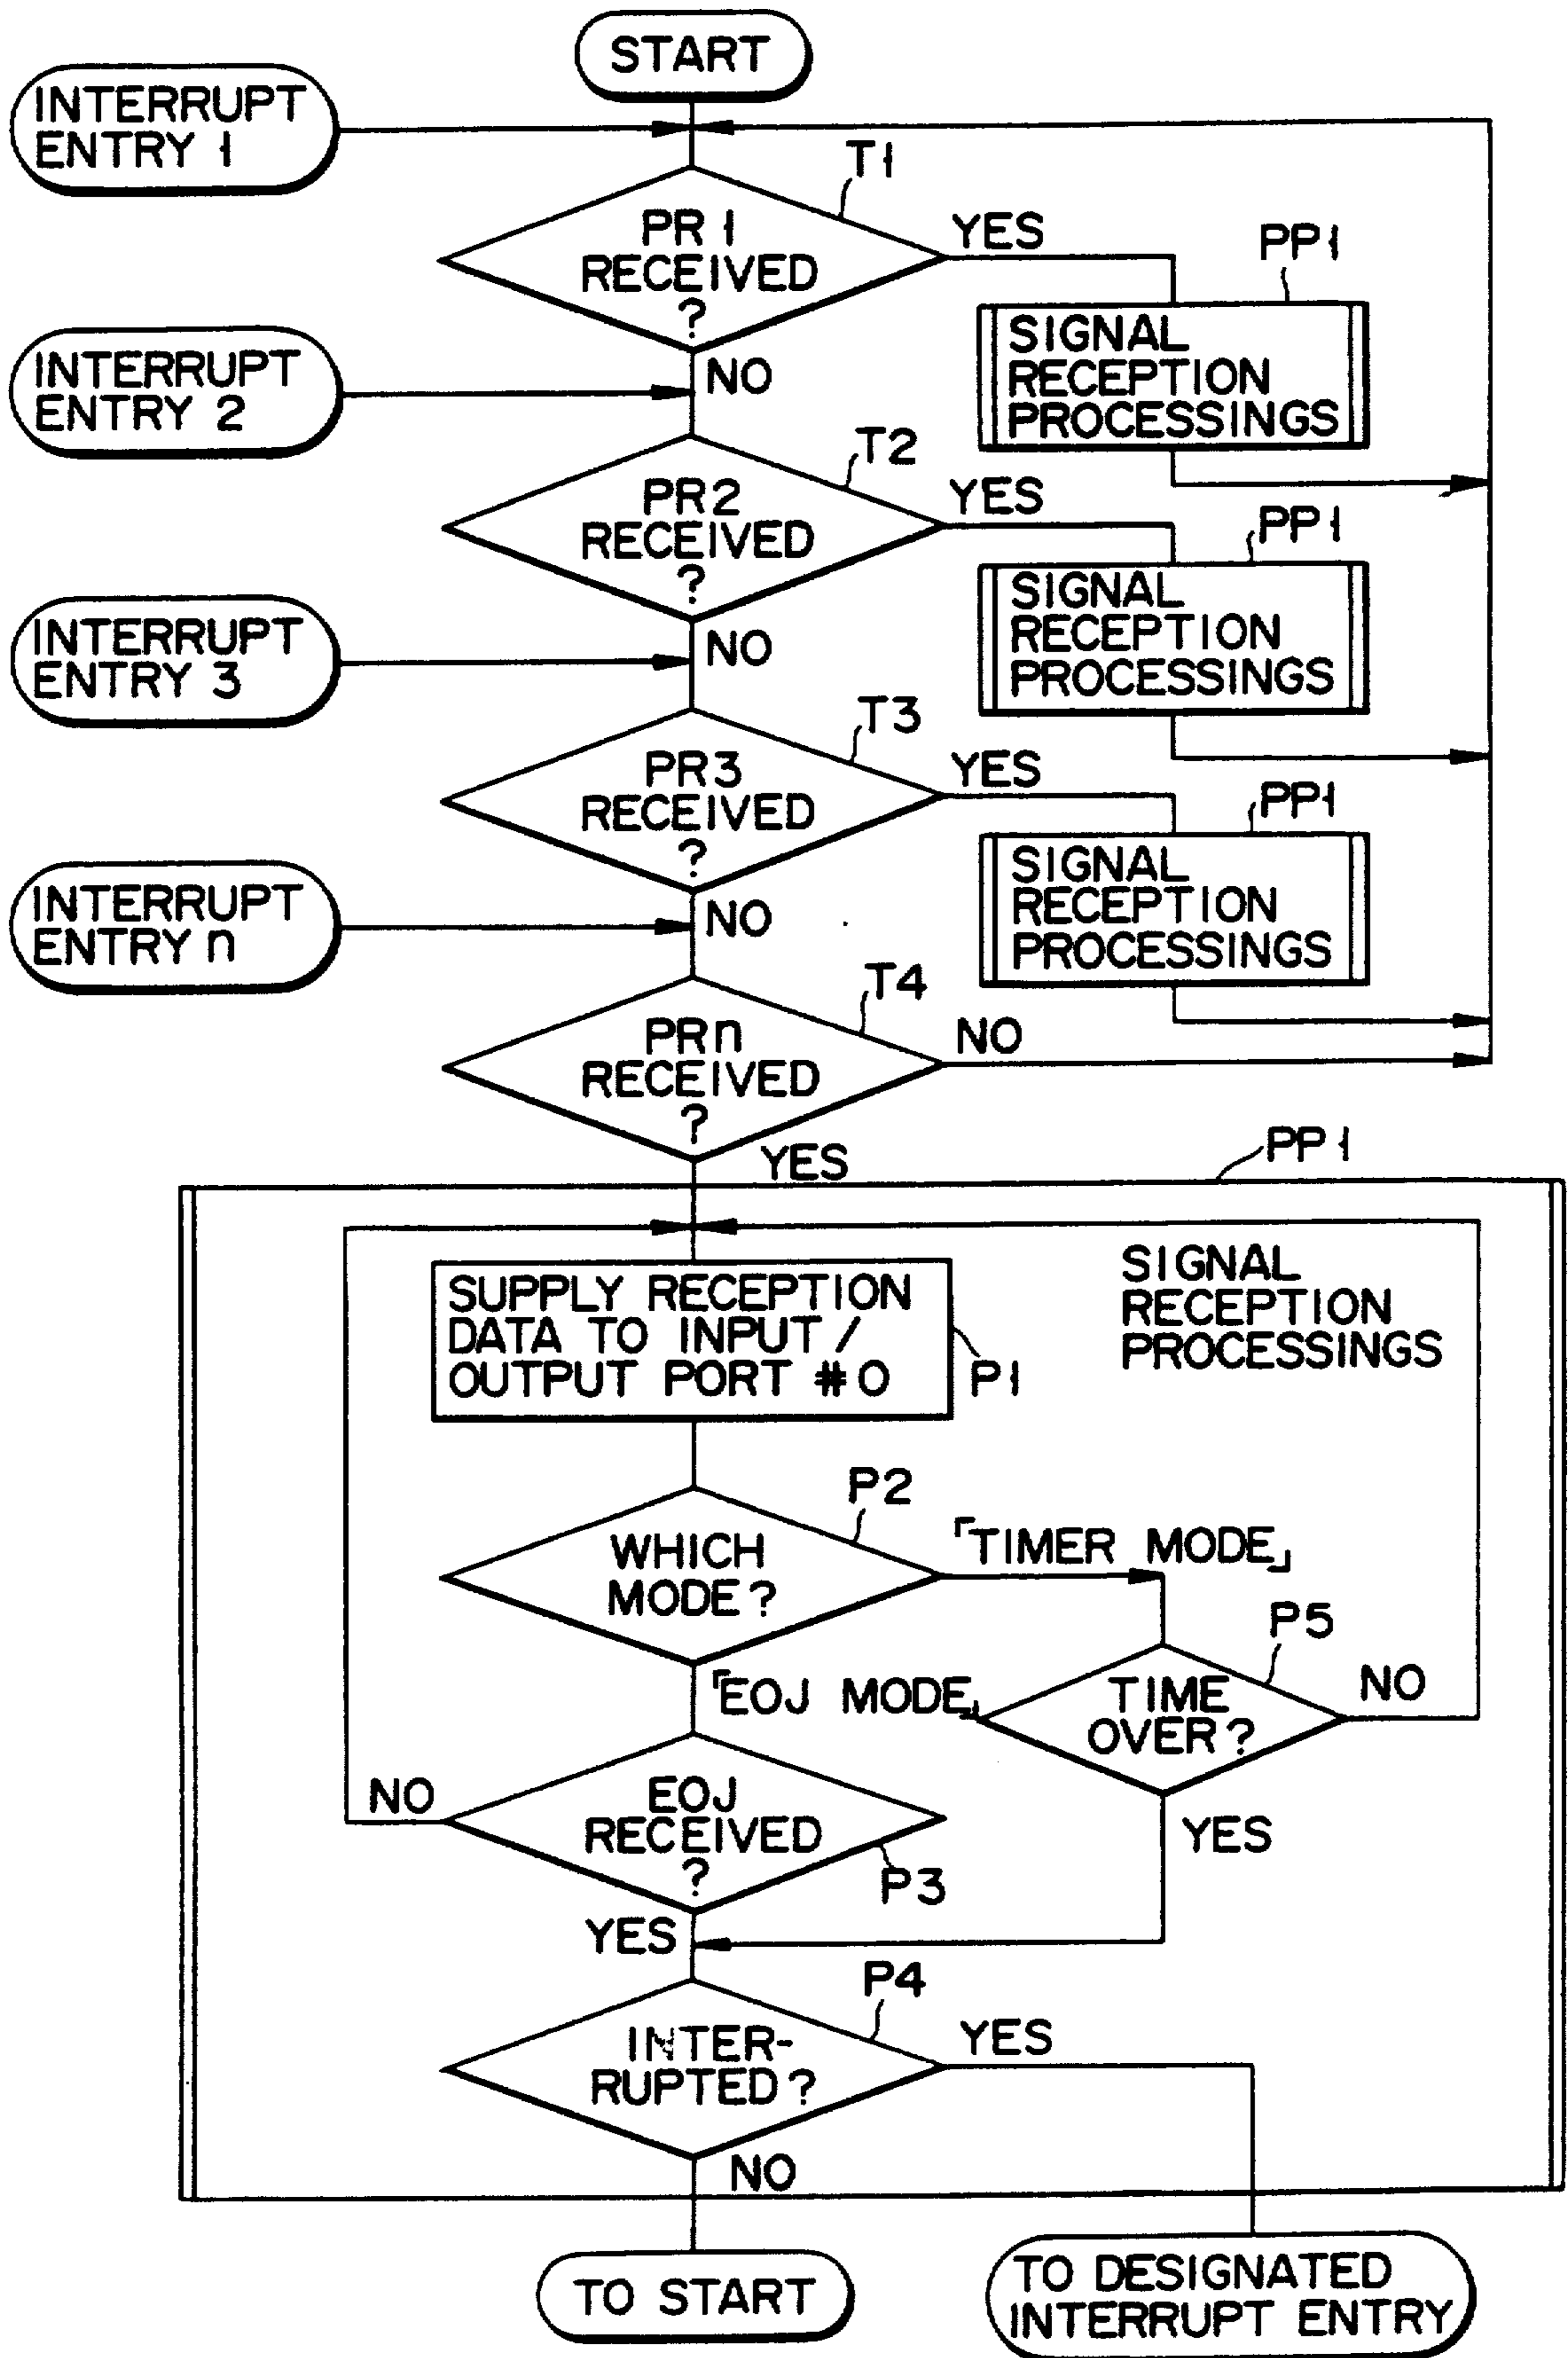 START
INTERRUPT
ENTRY 1
T1
PR1
RECEIVED
?
YES
PP1
SIGNAL
RECEPTION
PROCESSINGS
NO
INTERRUPT
ENTRY 2
T2
PR2
RECEIVED
?
YES
PP1
SIGNAL
RECEPTION
PROCESSINGS
NO
INTERRUPT
ENTRY 3
T3
PR3
RECEIVED
?
YES
PP1
SIGNAL
RECEPTION
PROCESSINGS
NO
INTERRUPT
ENTRY n
T4
PRn
RECEIVED
?
NO
YES
PP1
SIGNAL
RECEPTION
PROCESSINGS
SUPPLY RECEPTION
DATA TO INPUT /
OUTPUT PORT #0
P1
P2
WHICH
MODE?
「TIMER MODE」
P5
「EOJ MODE」
TIME
OVER?
NO
YES
NO
EOJ
RECEIVED
?
P3
YES
P4
INTER-
RUPTED?
YES
NO
TO START
TO DESIGNATED
INTERRUPT ENTRY